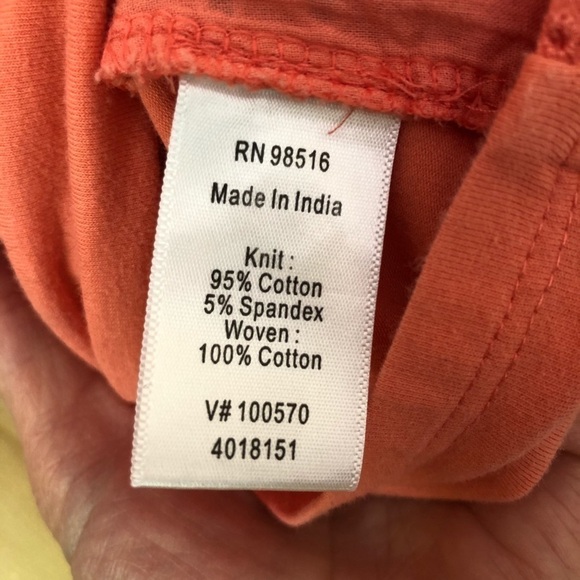 RN 98516
Made In India
Knit :
95% Cotton
5% Spandex
Woven :
100% Cotton
V# 100570
4018151